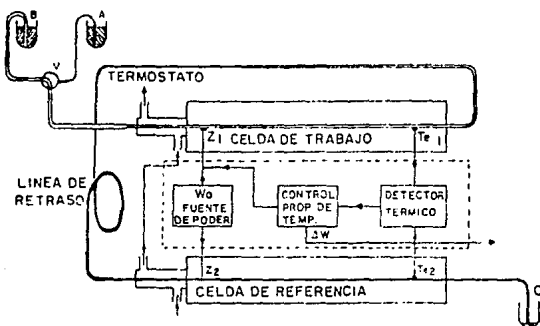 B
A
V
TERMOSTATO
Z1
CELDA DE TRABAJO
Te 1
LINEA DE
RETRASO
Wo
FUENTE
DE PODER
CONTROL
PROP DE
TEMP.
DETECTOR
TERMICO
ΔW
Z2
Te2
CELDA DE REFERENCIA
C